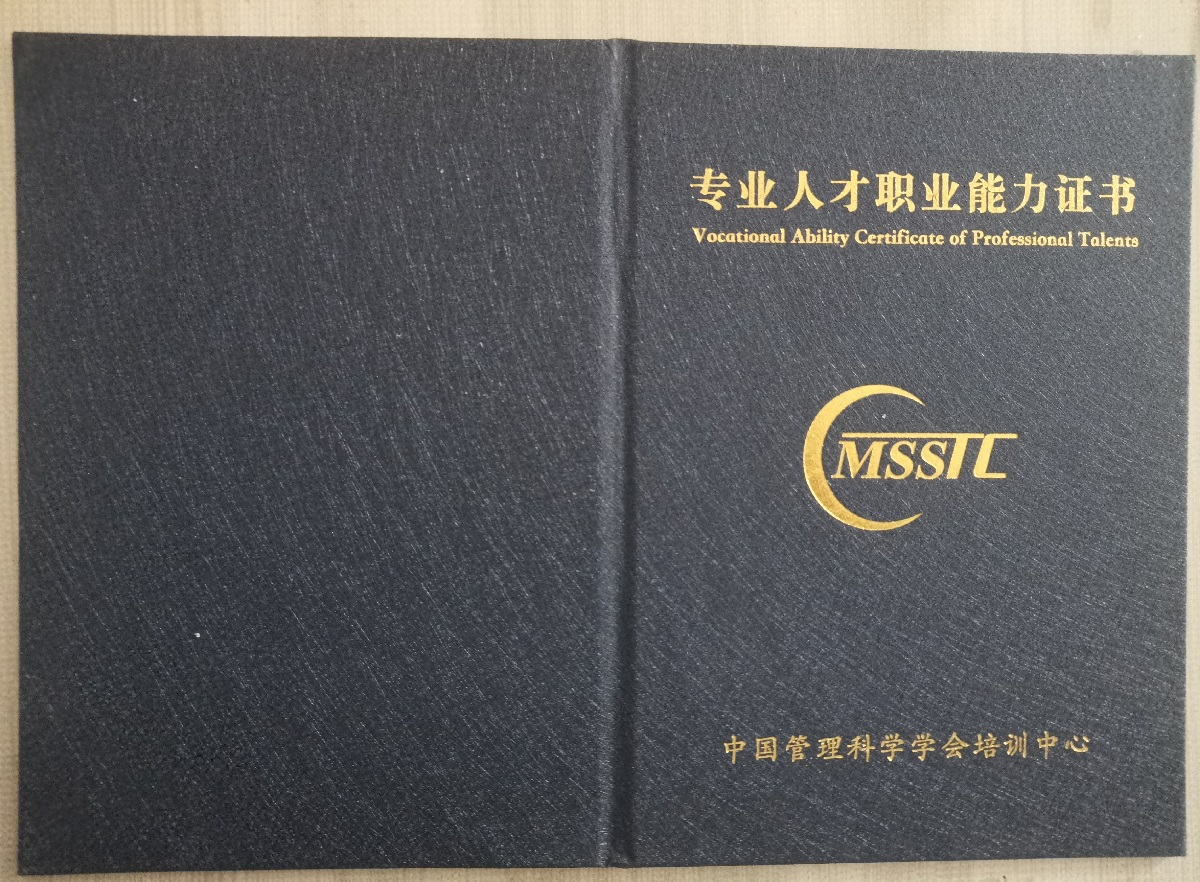 专业人才职业能力证书
Vocational Ability Certificate of Professional Talents
CMSSTC
中国管理科学学会培训中心